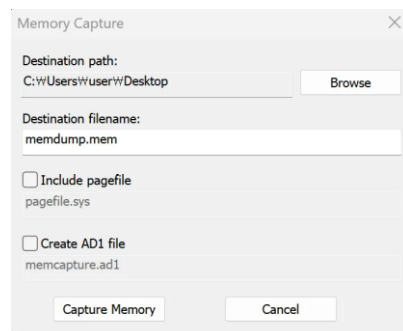 Memory Capture
Destination path:
C:₩Users₩user₩Desktop
Browse
Destination filename:
memdump.mem
Include pagefile
pagefile.sys
Create AD1 file
memcapture.ad1
Capture Memory
Cancel